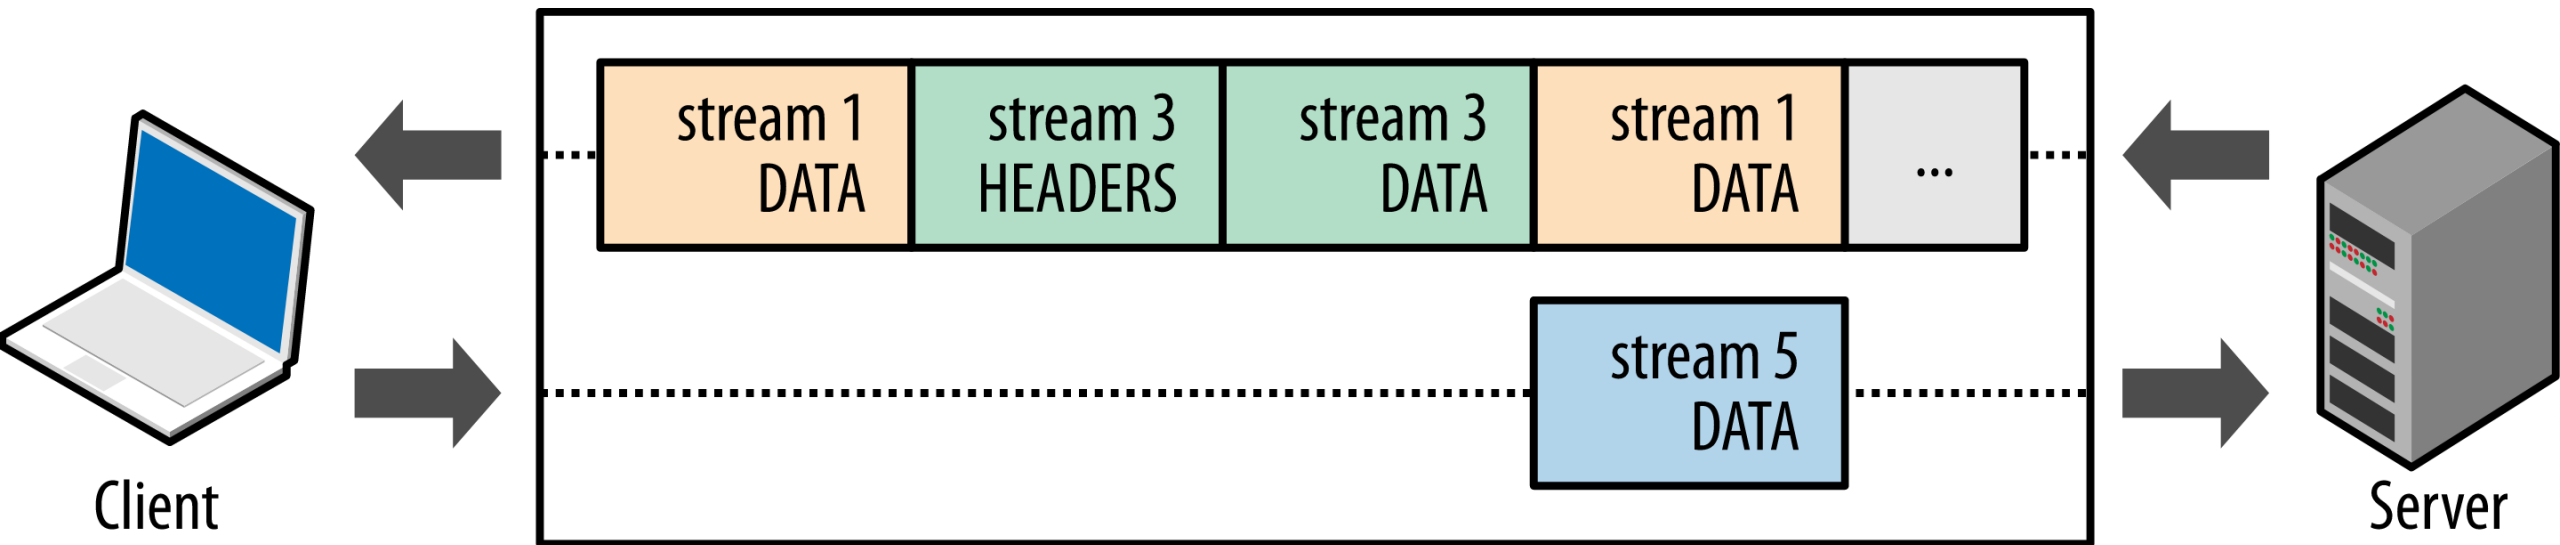 stream 1
DATA
stream 3
HEADERS
stream 3
DATA
stream 1
DATA
...
stream 5
DATA
Client
Server